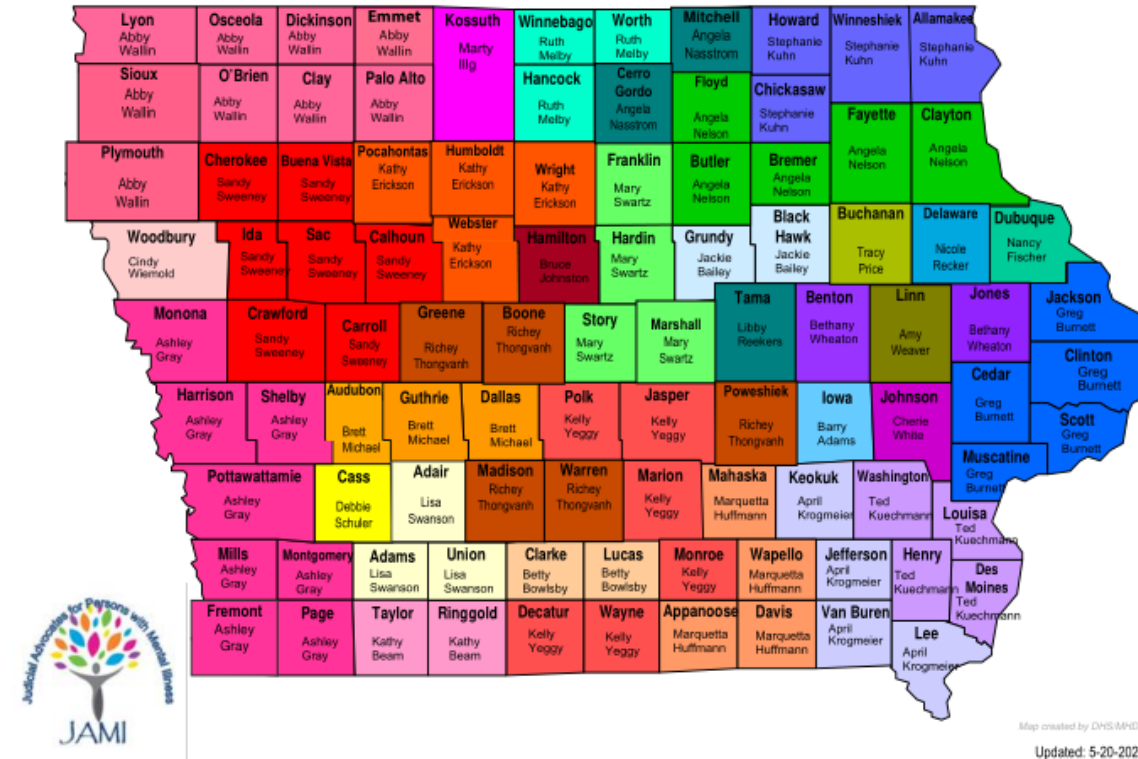 Lyon
Abby
Wallin
Osceola
Abby
Wallin
Dickinson
Abby
Wallin
Emmet
Abby
Wallin
Kossuth
Marty
Illg
Winnebago
Ruth
Melby
Worth
Ruth
Melby
Mitchell
Angela
Nasstrom
Howard
Stephanie
Kuhn
Winneshiek
Stephanie
Kuhn
Allamakee
Stephanie
Kuhn
Sioux
Abby
Wallin
O'Brien
Abby
Wallin
Clay
Abby
Wallin
Palo Alto
Abby
Wallin
Hancock
Ruth
Melby
Cerro
Gordo
Angela
Nasstrom
Floyd
Angela
Nelson
Chickasaw
Stephanie
Kuhn
Fayette
Angela
Nelson
Clayton
Angela
Nelson
Plymouth
Abby
Wallin
Cherokee
Sandy
Sweeney
Buena Vista
Sandy
Sweeney
Pocahontas
Kathy
Erickson
Humboldt
Kathy
Erickson
Wright
Kathy
Erickson
Franklin
Mary
Swartz
Butler
Angela
Nelson
Bremer
Angela
Nelson
Woodbury
Cindy
Wiemold
Ida
Sandy
Sweeney
Sac
Sandy
Sweeney
Calhoun
Sandy
Sweeney
Webster
Kathy
Erickson
Hamilton
Bruce
Johnston
Hardin
Mary
Swartz
Grundy
Jackie
Bailey
Black
Hawk
Jackie
Bailey
Buchanan
Tracy
Price
Delaware
Nicole
Recker
Dubuque
Nancy
Fischer
Monona
Ashley
Gray
Crawford
Sandy
Sweeney
Carroll
Sandy
Sweeney
Greene
Richey
Thongvanh
Boone
Richey
Thongvanh
Story
Mary
Swartz
Marshall
Mary
Swartz
Tama
Libby
Reekers
Benton
Bethany
Wheaton
Linn
Amy
Weaver
Jones
Bethany
Wheaton
Jackson
Greg
Burnett
Clinton
Greg
Burnett
Cedar
Greg
Burnett
Scott
Greg
Burnett
Harrison
Ashley
Gray
Shelby
Ashley
Gray
Audubon
Brett
Michael
Guthrie
Brett
Michael
Dallas
Brett
Michael
Polk
Kelly
Yeggy
Jasper
Kelly
Yeggy
Poweshiek
Richey
Thongvanh
Iowa
Barry
Adams
Johnson
Cherie
White
Muscatine
Greg
Burnett
Pottawattamie
Ashley
Gray
Cass
Debbie
Schuler
Adair
Lisa
Swanson
Madison
Richey
Thongvanh
Warren
Richey
Thongvanh
Marion
Kelly
Yeggy
Mahaska
Marquetta
Huffmann
Keokuk
April
Krogmeier
Washington
Ted
Kuechmann
Louisa
Ted
Kuechmann
Mills
Ashley
Gray
Montgomery
Ashley
Gray
Adams
Lisa
Swanson
Union
Lisa
Swanson
Clarke
Betty
Bowlsby
Lucas
Betty
Bowlsby
Monroe
Kelly
Yeggy
Wapello
Marquetta
Huffmann
Jefferson
April
Krogmeier
Henry
Ted
Kuechmann
Des
Moines
Ted
Kuechmann
Fremont
Ashley
Gray
Page
Ashley
Gray
Taylor
Kathy
Beam
Ringgold
Kathy
Beam
Decatur
Kelly
Yeggy
Wayne
Kelly
Yeggy
Appanoose
Marquetta
Huffmann
Davis
Marquetta
Huffmann
Van Buren
April
Krogmeier
Lee
April
Krogmeier
Judicial Advocates for Persons with Mental Illness
JAMI
Map created by DHS/MHD
Updated: 5-20-202